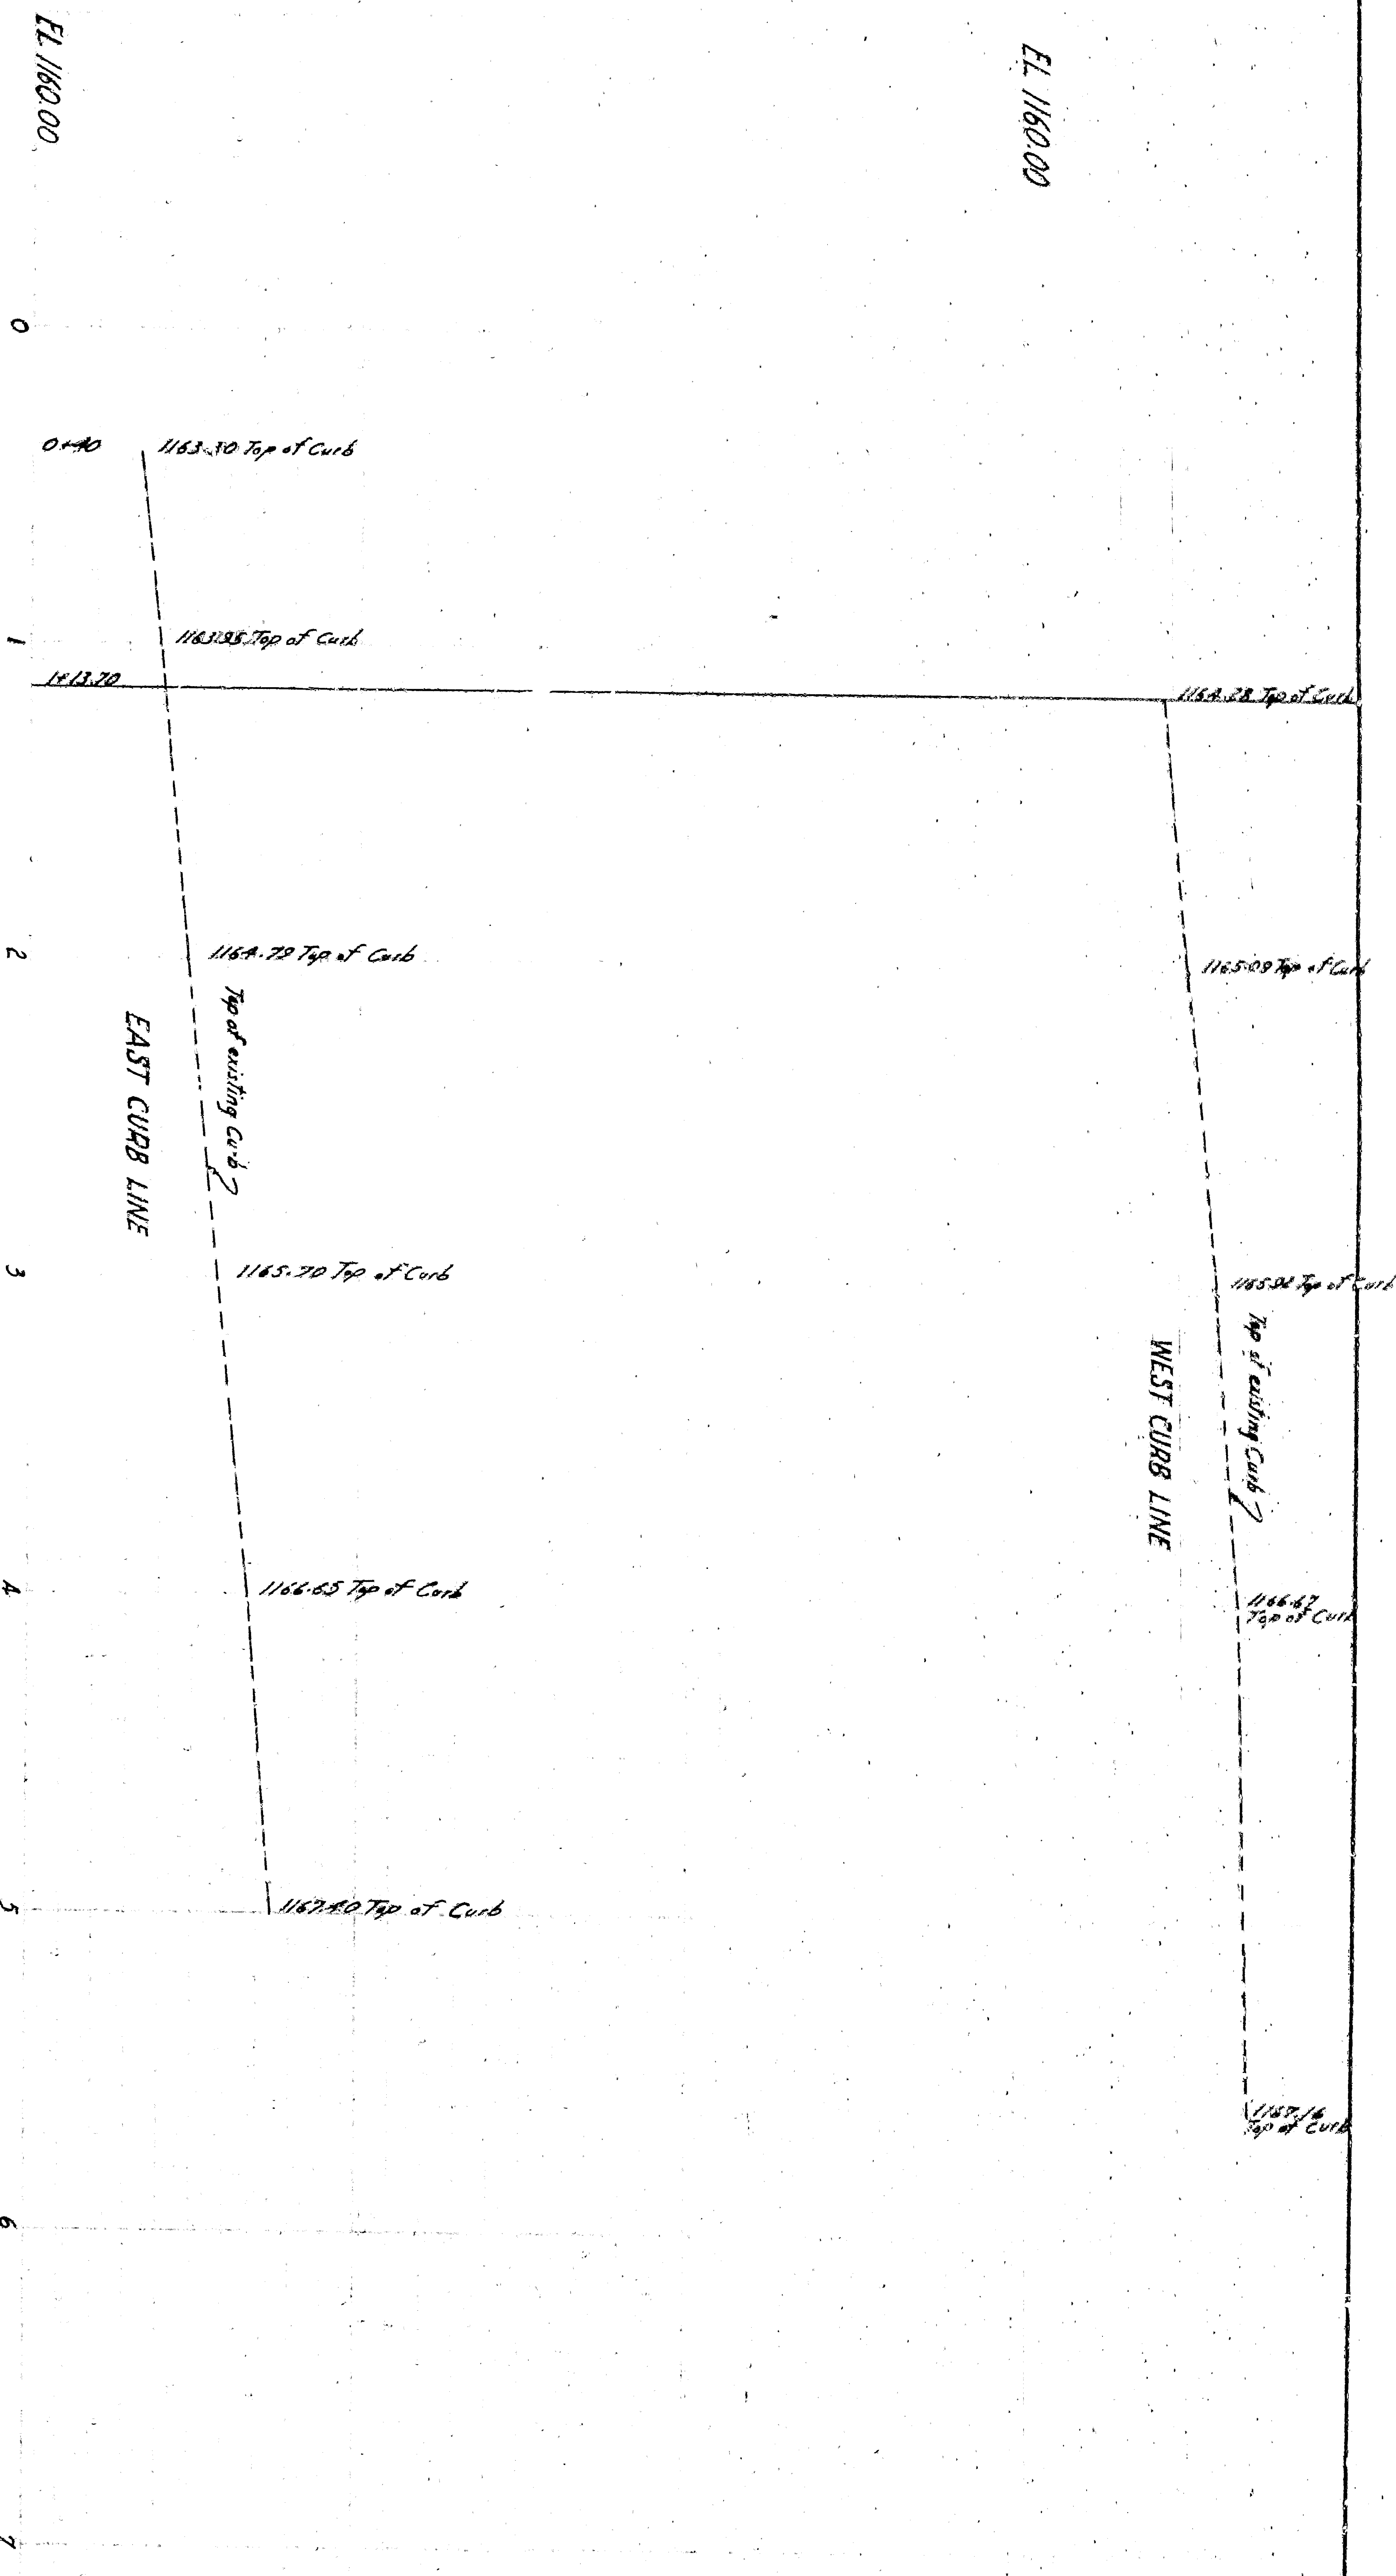 EL. 1160.00
EL. 1160.00
0
0+40
1163.30 Top of Curb
1
1163.95 Top of Curb
1+13.70
1164.28 Top of Curb
2
1164.79 Top of Curb
1165.09 Top of Curb
Top of existing Curb
EAST CURB LINE
3
1165.70 Top of Curb
Top of Curb
Top of existing Curb
WEST CURB LINE
4
1166.65 Top of Curb
1166.67
Top of Curb
5
1167.40 Top of Curb
1167.16
Top of Curb
6
7